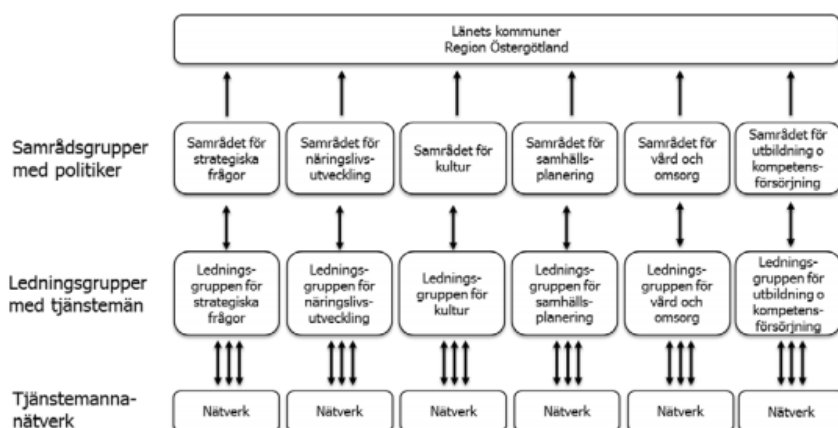 Länets kommuner
Region Östergötland
Samrådsgrupper
med politiker
Samrådet för
strategiska
frågor
Samrådet för
näringslivs-
utveckling
Samrådet för
kultur
Samrådet för
samhälls-
planering
Samrådet för
vård och
omsorg
Samrådet för
utbildning o
kompetens-
försörjning
Ledningsgrupper
med tjänstemän
Lednings-
gruppen för
strategiska
frågor
Lednings-
gruppen för
näringslivs-
utveckling
Lednings-
gruppen för
kultur
Lednings-
gruppen för
samhälls-
planering
Lednings-
gruppen för
vård och
omsorg
Lednings-
gruppen för
utbildning o
kompetens-
försörjning
Tjänstemanna-
nätverk
Nätverk
Nätverk
Nätverk
Nätverk
Nätverk
Nätverk